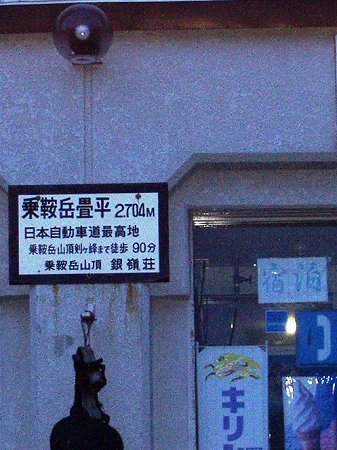 乗鞍岳畳平 2,704M
日本自動車道最高地
乗鞍岳山頂剣ヶ峰まで徒歩 90分
乗鞍岳山頂 銀嶺荘
宿泊
キリ